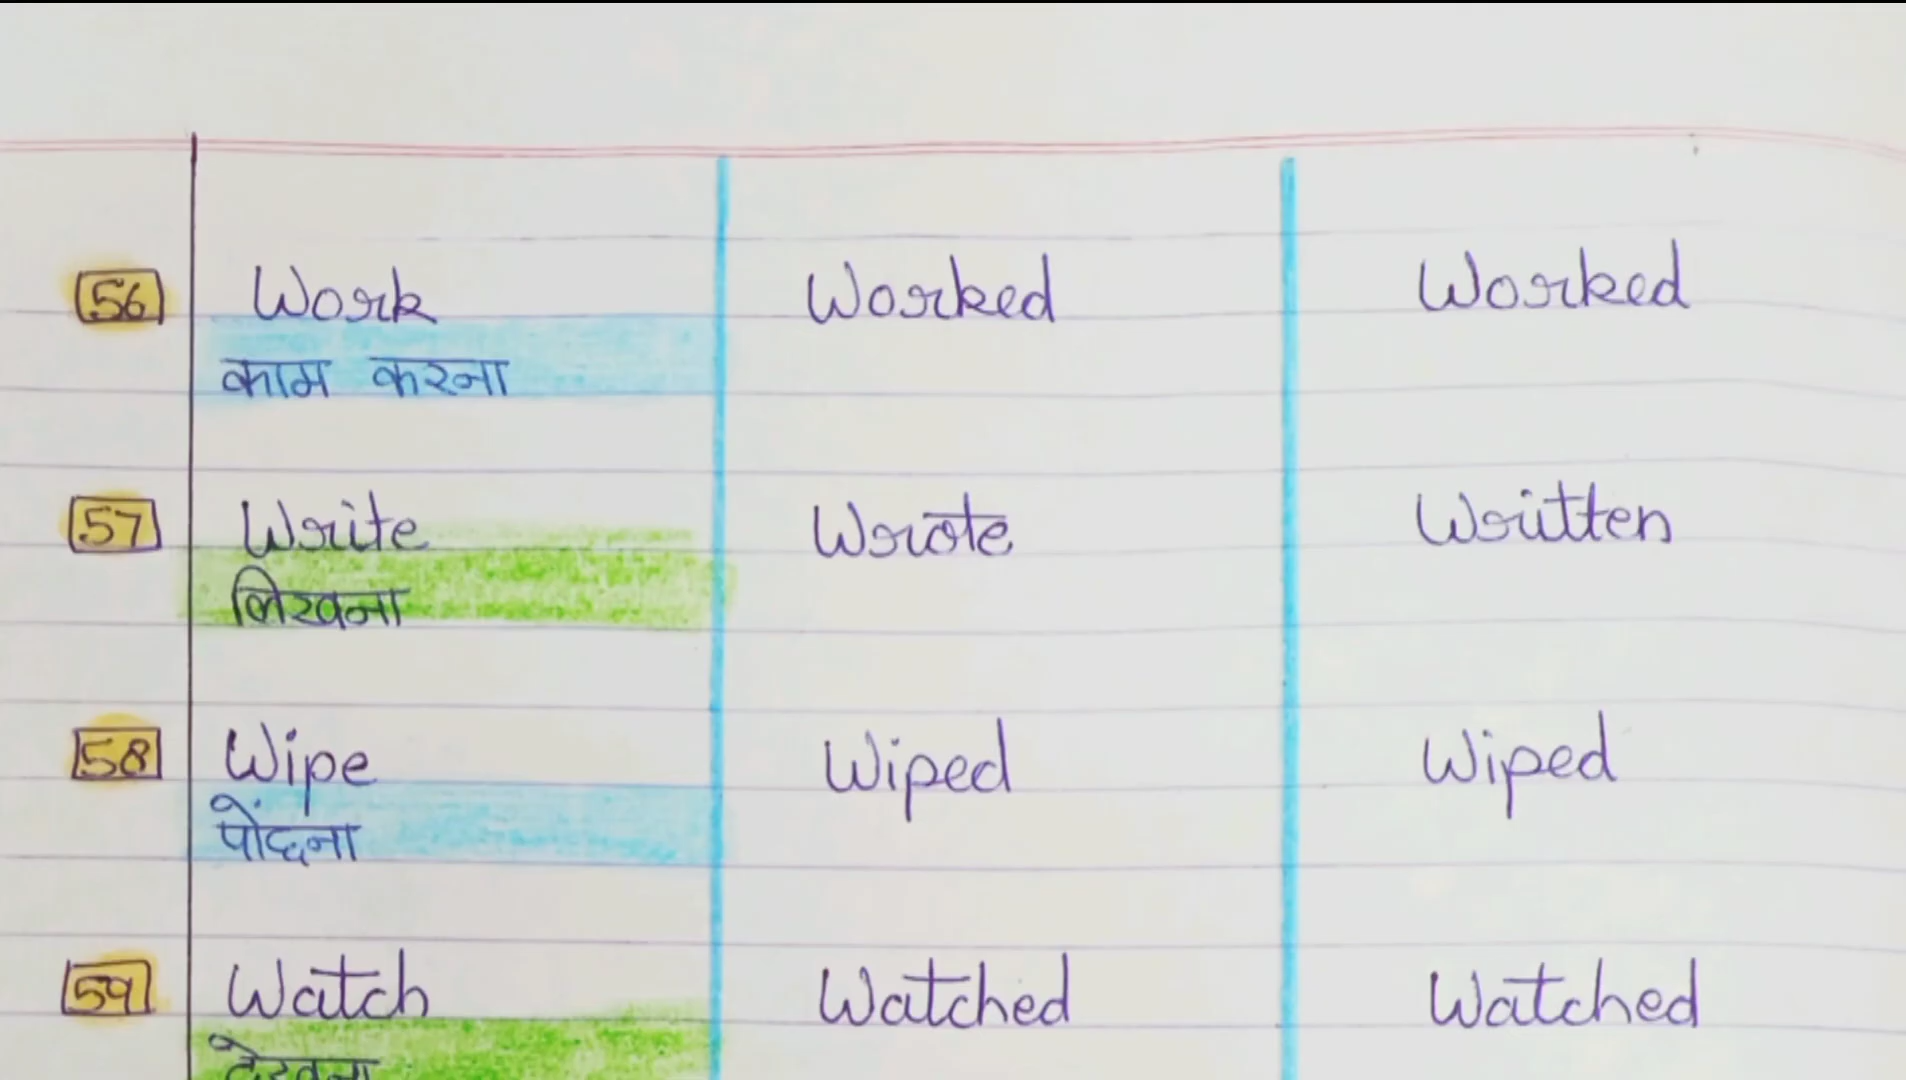 56 Work Worked Worked
काम करना
57 Write Wrote Written
लिखना
58 Wipe Wiped Wiped
पोंछना
59 Watch Watched Watched
देखना